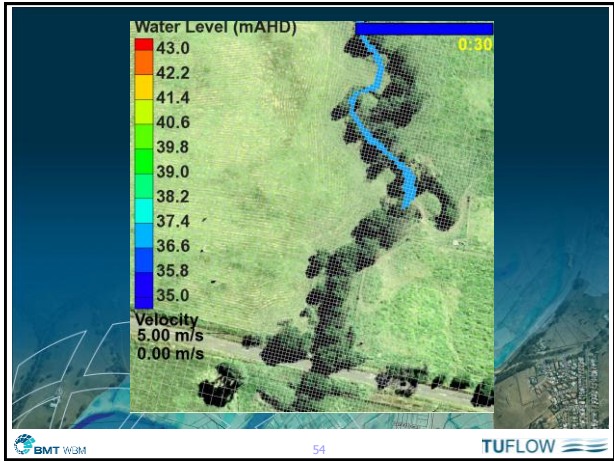 Water Level (mAHD)
0:30
43.0
42.2
41.4
40.6
39.8
39.0
38.2
37.4
36.6
35.8
35.0
Velocity
5.00 m/s
0.00 m/s
BMT WBM
54
TUFLOW